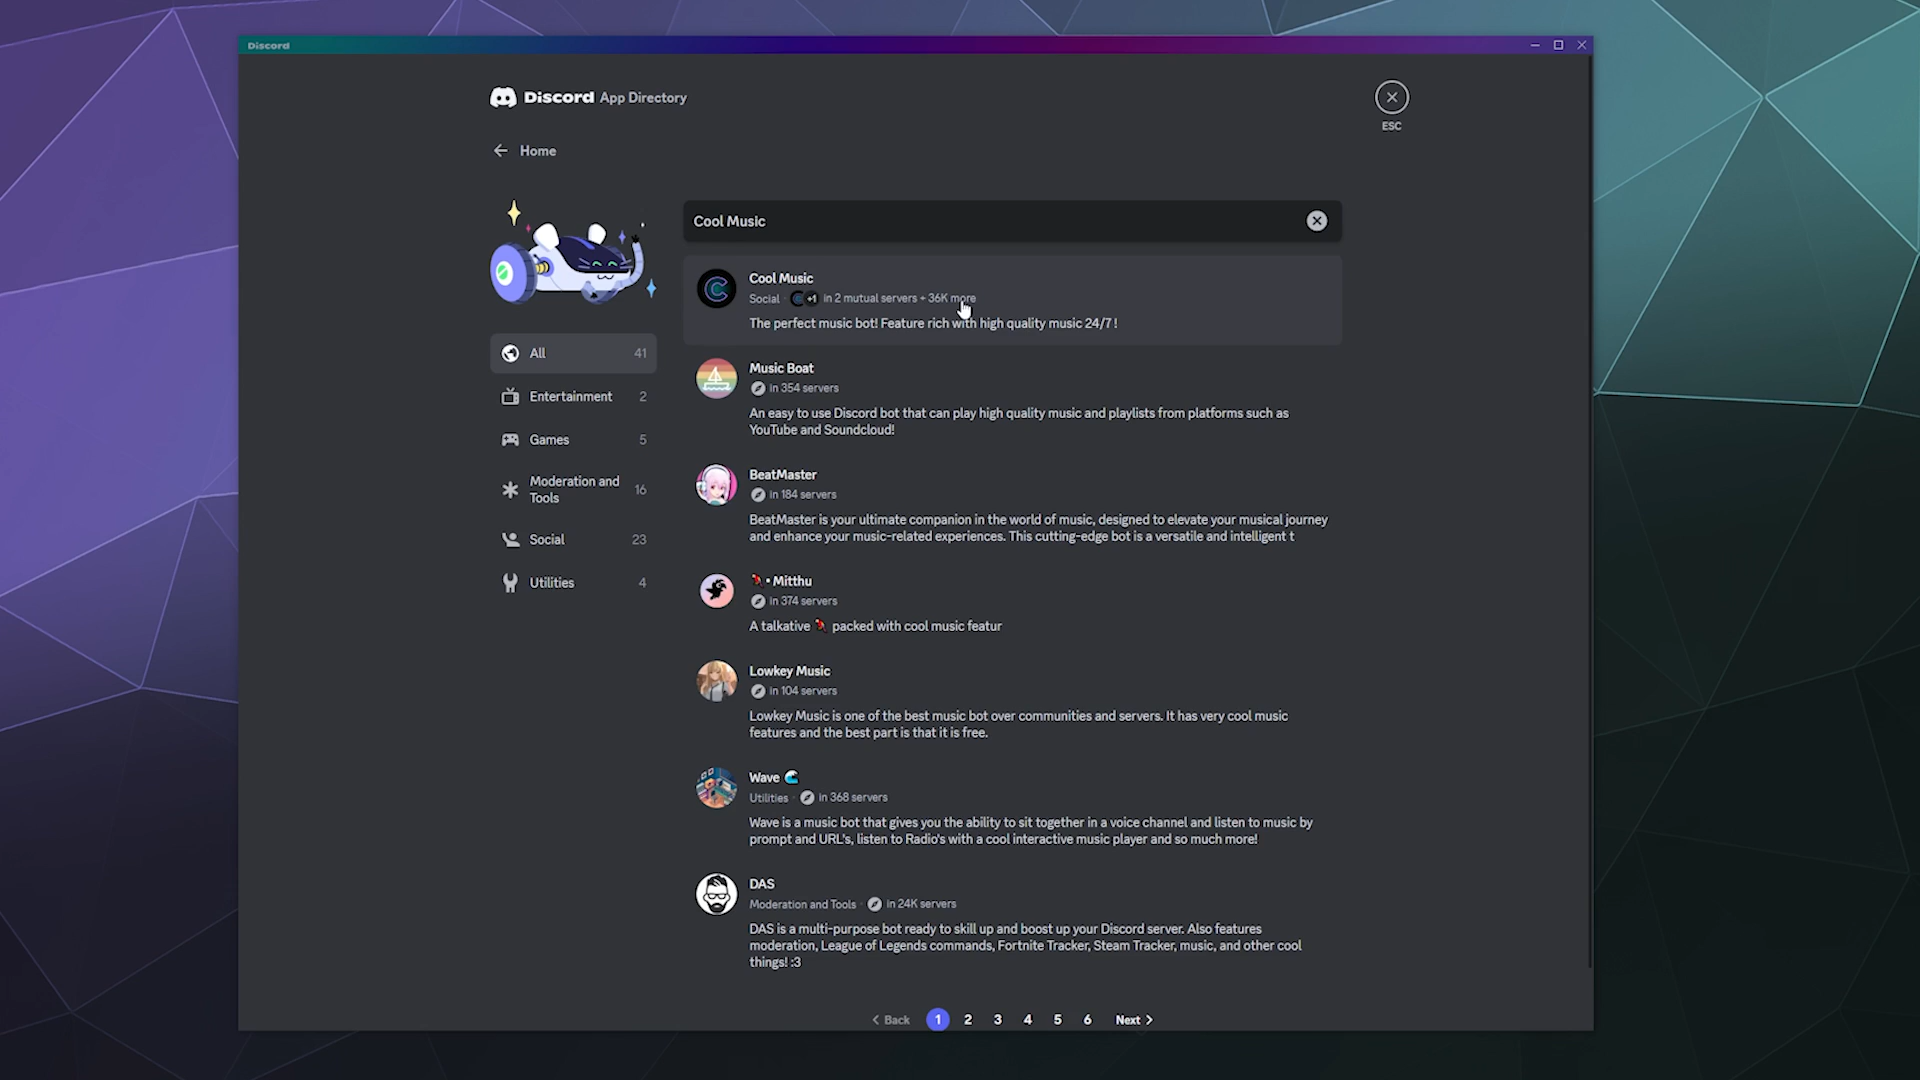 Discord
Discord App Directory
ESC
Home
Cool Music
All 41
Entertainment 2
Games 5
Moderation and
Tools
16
Social 23
Utilities 4
Cool Music
Social · +1 in 2 mutual servers + 36K more
The perfect music bot! Feature rich with high quality music 24/7 !
Music Boat
in 354 servers
An easy to use Discord bot that can play high quality music and playlists from platforms such as
YouTube and Soundcloud!
BeatMaster
in 184 servers
BeatMaster is your ultimate companion in the world of music, designed to elevate your musical journey
and enhance your music-related experiences. This cutting-edge bot is a versatile and intelligent t
• Mitthu
in 374 servers
A talkative packed with cool music featur
Lowkey Music
in 104 servers
Lowkey Music is one of the best music bot over communities and servers. It has very cool music
features and the best part is that it is free.
Wave 🌊
Utilities · in 368 servers
Wave is a music bot that gives you the ability to sit together in a voice channel and listen to music by
prompt and URL's, listen to Radio's with a cool interactive music player and so much more!
DAS
Moderation and Tools · in 24K servers
DAS is a multi-purpose bot ready to skill up and boost up your Discord server. Also features
moderation, League of Legends commands, Fortnite Tracker, Steam Tracker, music, and other cool
things! :3
Back 1 2 3 4 5 6 Next